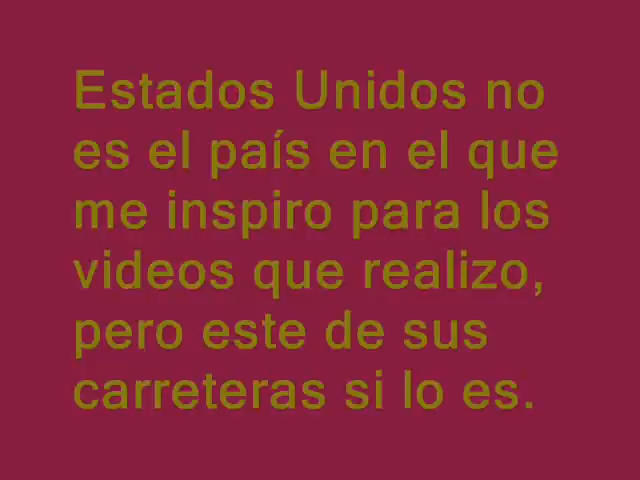 Estados Unidos no
es el país en el que
me inspiro para los
videos que realizo,
pero este de sus
carreteras si lo es.